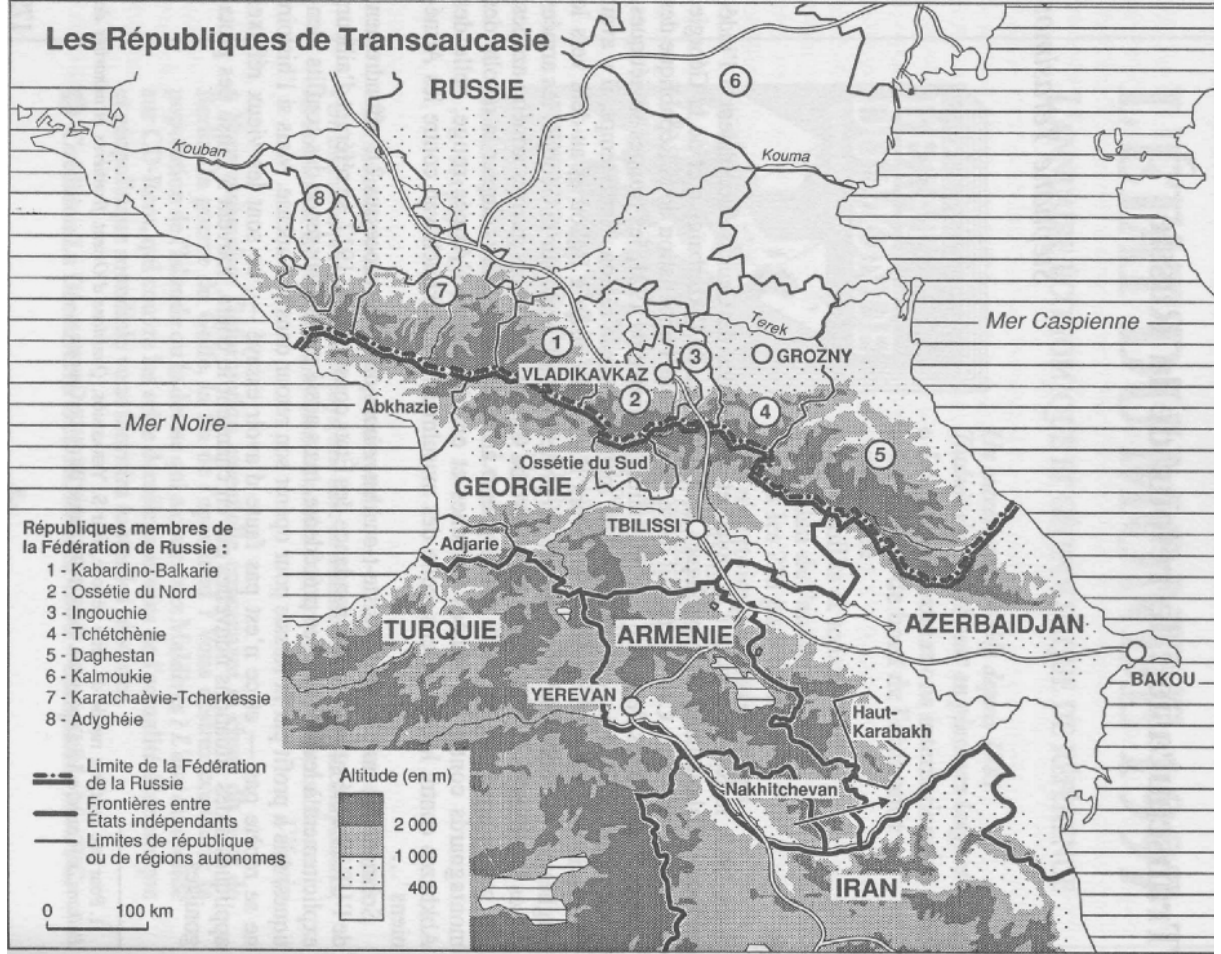 Les Républiques de Transcaucasie
RUSSIE
6
Kouban
Kouma
8
7
Mer Caspienne
Terek
1
3
GROZNY
VLADIKAVKAZ
2
4
Abkhazie
Mer Noire
5
Ossétie du Sud
GEORGIE
TBILISSI
Adjarie
Républiques membres de
la Fédération de Russie :
1 - Kabardino-Balkarie
2 - Ossétie du Nord
3 - Ingouchie
4 - Tchétchènie
5 - Daghestan
6 - Kalmoukie
7 - Karatchaèvie-Tcherkessie
8 - Adyghéie
TURQUIE
ARMENIE
AZERBAIDJAN
BAKOU
YEREVAN
Haut-
Karabakh
Nakhitchevan
IRAN
Limite de la Fédération
de la Russie
Frontières entre
États indépendants
Limites de république
ou de régions autonomes
0 100 km
Altitude (en m)
2 000
1 000
400